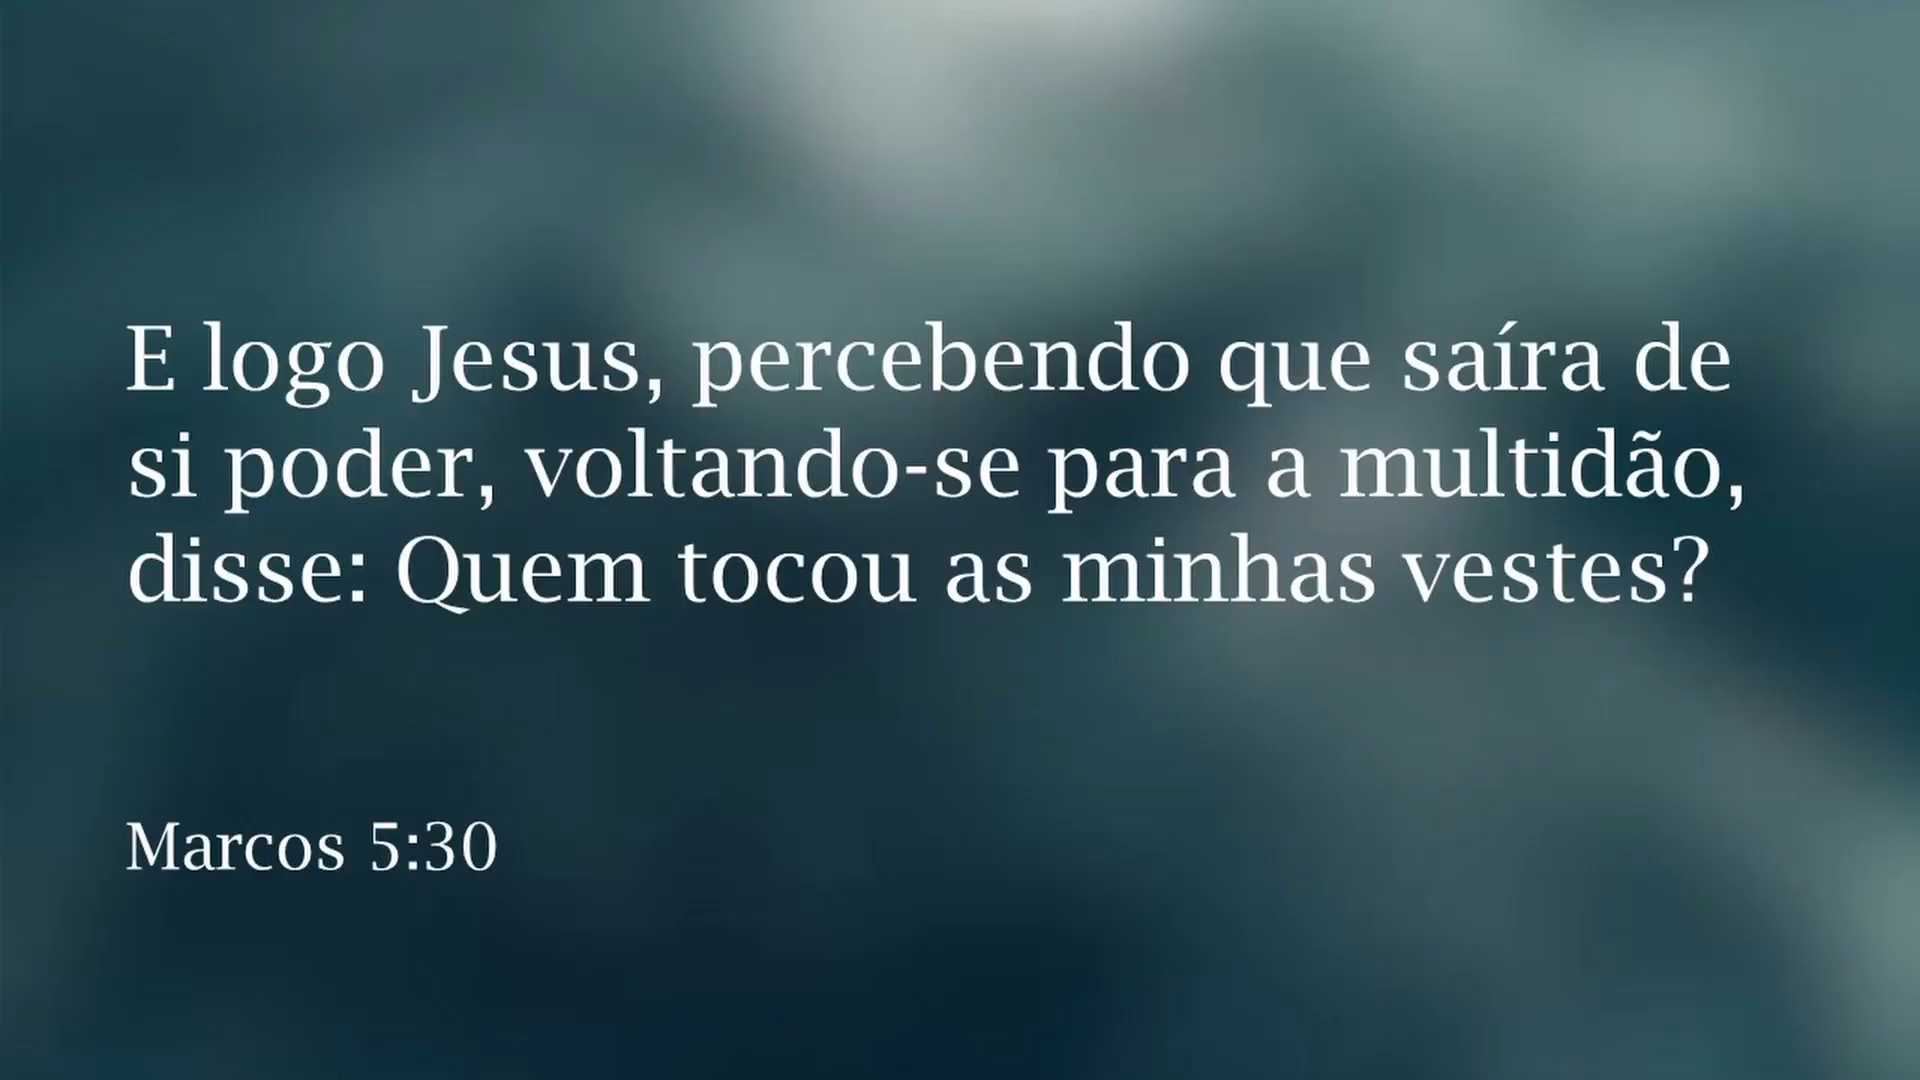 E logo Jesus, percebendo que saíra de
si poder, voltando-se para a multidão,
disse: Quem tocou as minhas vestes?
Marcos 5:30